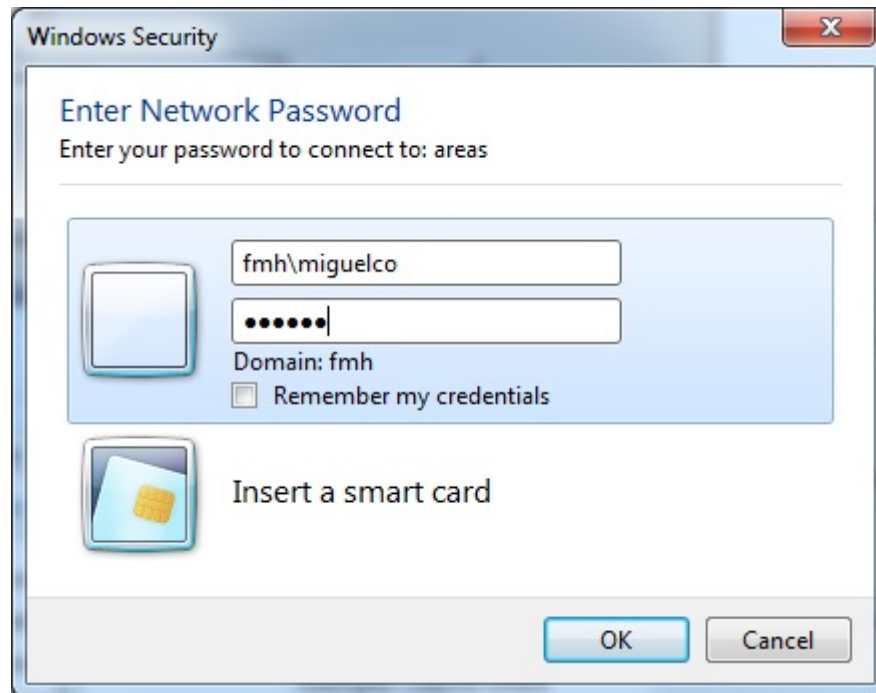 Windows Security
Enter Network Password
Enter your password to connect to: areas
fmh\miguelco
●●●●●●
Domain: fmh
Remember my credentials
Insert a smart card
OK
Cancel